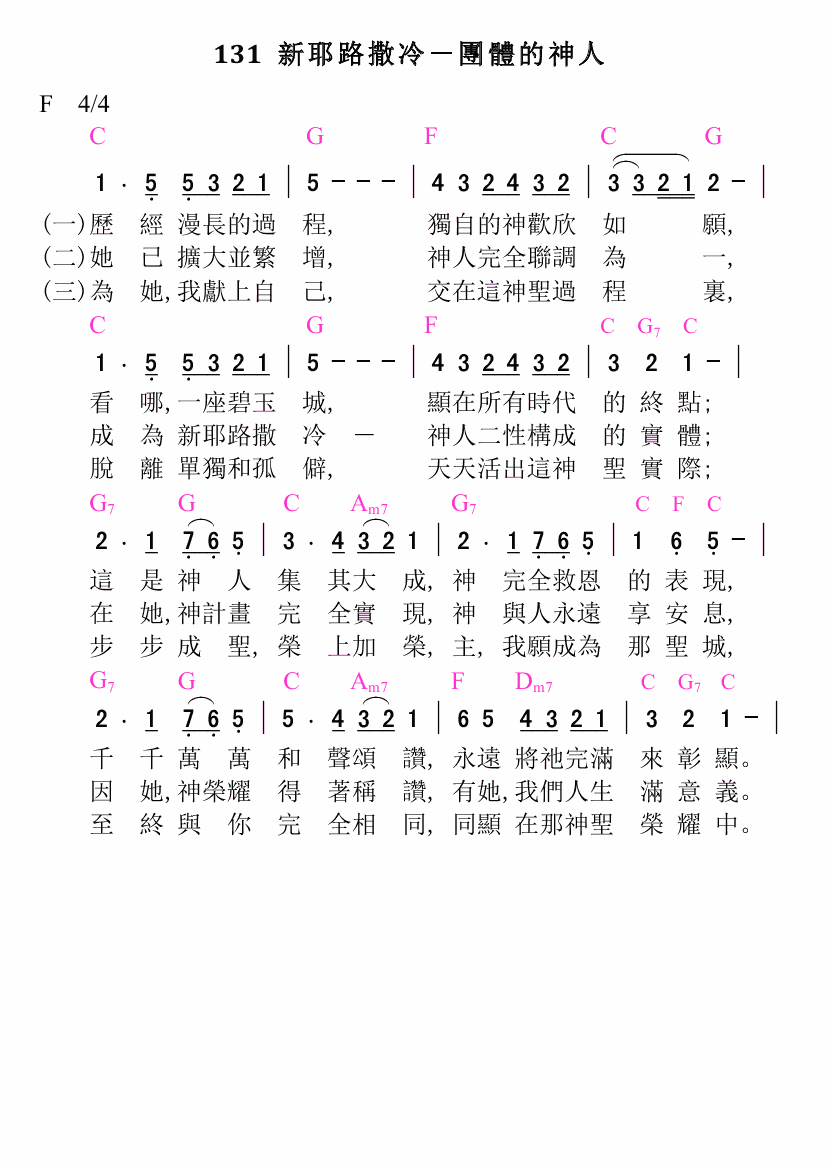 131 新耶路撒冷－團體的神人
F 4/4
C G F C G
1 · 5 5 3 2 1 | 5 － － － | 4 3 2 4 3 2 | 3 3 2 1 2 － |
(一)歷 經 漫長的過 程, 獨自的神歡欣 如 願,
(二)她 已 擴大並繁 增, 神人完全聯調 為 一,
(三)為 她,我獻上自 己, 交在這神聖過 程 裏,
C G F C G7 C
1 · 5 5 3 2 1 | 5 － － － | 4 3 2 4 3 2 | 3 2 1 － |
看 哪,一座碧玉 城, 顯在所有時代 的 終 點;
成 為 新耶路撒 冷 － 神人二性構成 的 實 體;
脫 離 單獨和孤 僻, 天天活出這神 聖 實 際;
G7 G C Am7 G7 C F C
2 · 1 7 6 5 | 3 · 4 3 2 1 | 2 · 1 7 6 5 | 1 6 5 － |
這 是 神 人 集 其大 成, 神 完全救恩 的 表 現,
在 她,神計畫 完 全實 現, 神 與人永遠 享 安 息,
步 步 成 聖, 榮 上加 榮, 主, 我願成為 那 聖 城,
G7 G C Am7 F Dm7 C G7 C
2 · 1 7 6 5 | 5 · 4 3 2 1 | 6 5 4 3 2 1 | 3 2 1 － |
千 千 萬 萬 和 聲頌 讚, 永遠 將祂完滿 來 彰 顯。
因 她,神榮耀 得 著稱 讚, 有她,我們人生 滿 意 義。
至 終 與 你 完 全相 同, 同顯 在那神聖 榮 耀 中。